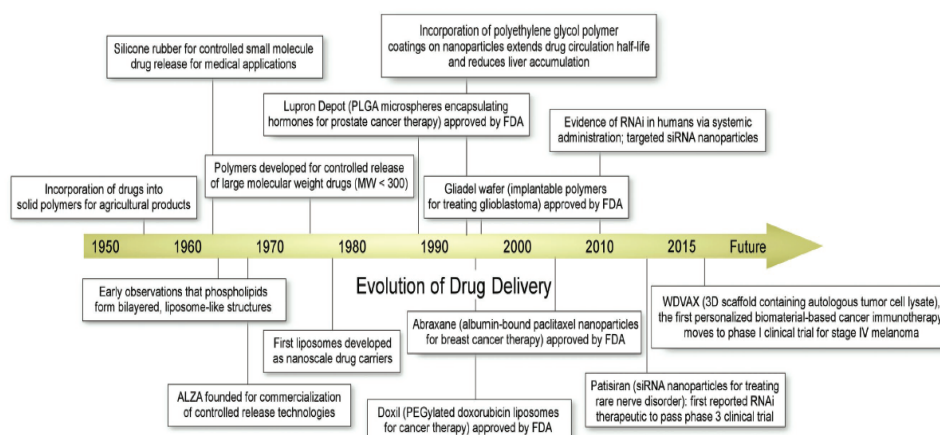 Incorporation of polyethylene glycol polymer
coatings on nanoparticles extends drug circulation half-life
and reduces liver accumulation
Silicone rubber for controlled small molecule
drug release for medical applications
Lupron Depot (PLGA microspheres encapsulating
hormones for prostate cancer therapy) approved by FDA
Evidence of RNAi in humans via systemic
administration; targeted siRNA nanoparticles
Polymers developed for controlled release
of large molecular weight drugs (MW < 300)
Incorporation of drugs into
solid polymers for agricultural products
Gliadel wafer (implantable polymers
for treating glioblastoma) approved by FDA
1950 1960 1970 1980 1990 2000 2010 2015 Future
Evolution of Drug Delivery
Early observations that phospholipids
form bilayered, liposome-like structures
WDVAX (3D scaffold containing autologous tumor cell lysate),
the first personalized biomaterial-based cancer immunotherapy
moves to phase I clinical trial for stage IV melanoma
First liposomes developed
as nanoscale drug carriers
Abraxane (albumin-bound paclitaxel nanoparticles
for breast cancer therapy) approved by FDA
ALZA founded for commercialization
of controlled release technologies
Patisiran (siRNA nanoparticles for treating
rare nerve disorder): first reported RNAi
therapeutic to pass phase 3 clinical trial
Doxil (PEGylated doxorubicin liposomes
for cancer therapy) approved by FDA